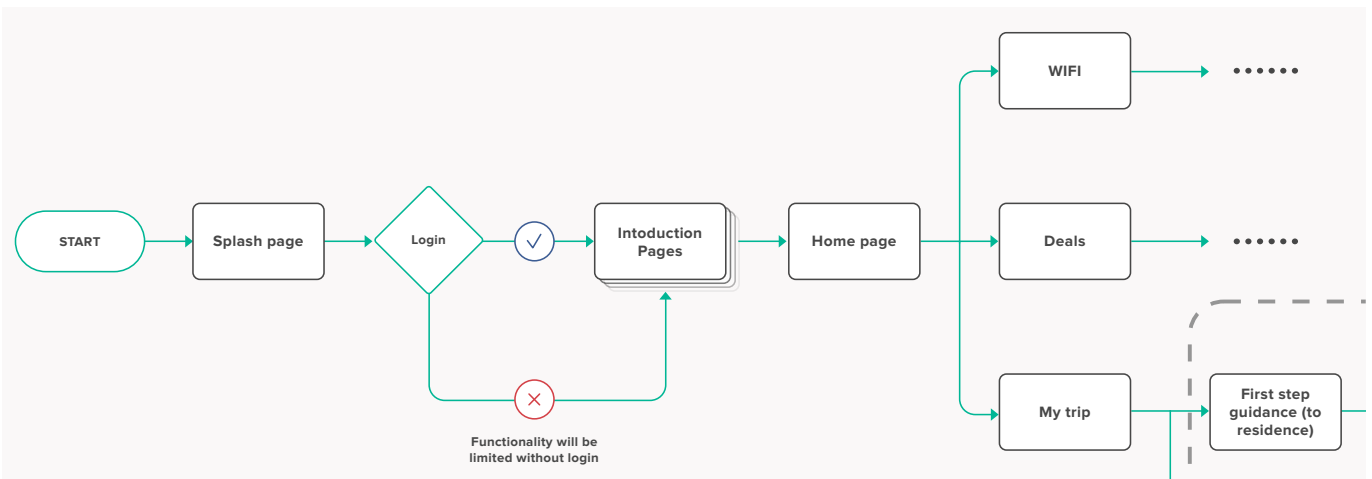 WIFI
START
Splash page
Login
Intoduction
Pages
Home page
Deals
My trip
First step
guidance (to
residence)
Functionality will be
limited without login